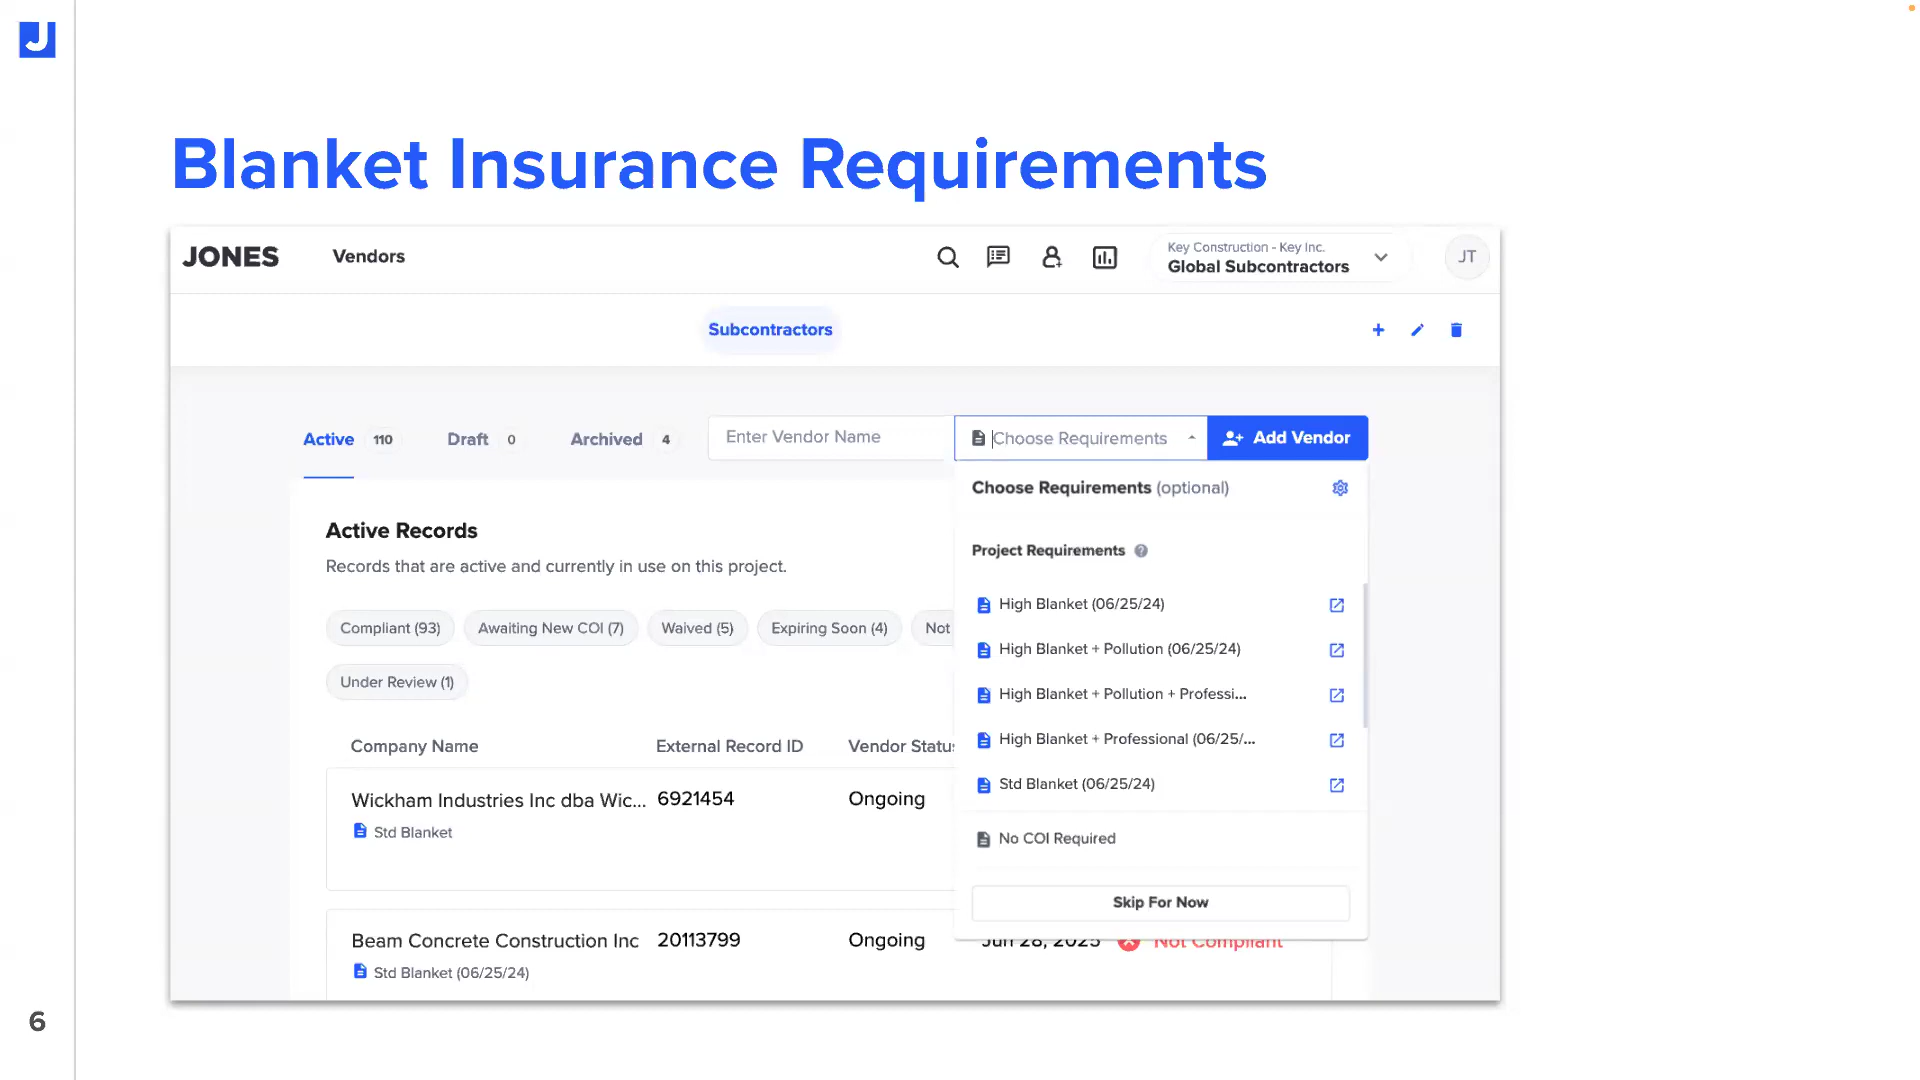 J
Blanket Insurance Requirements
JONES
Vendors
Key Construction - Key Inc.
Global Subcontractors
JT
Subcontractors
Active 110
Draft 0
Archived 4
Enter Vendor Name
Choose Requirements
Add Vendor
Choose Requirements (optional)
Project Requirements
High Blanket (06/25/24)
High Blanket + Pollution (06/25/24)
High Blanket + Pollution + Professi...
High Blanket + Professional (06/25/...
Std Blanket (06/25/24)
No COI Required
Skip For Now
Active Records
Records that are active and currently in use on this project.
Compliant (93)
Awaiting New COI (7)
Waived (5)
Expiring Soon (4)
Not
Under Review (1)
Company Name
External Record ID
Vendor Status
Wickham Industries Inc dba Wic...
6921454
Ongoing
Std Blanket
Beam Concrete Construction Inc
20113799
Ongoing
Jun 28, 2025
Not Compliant
Std Blanket (06/25/24)
6